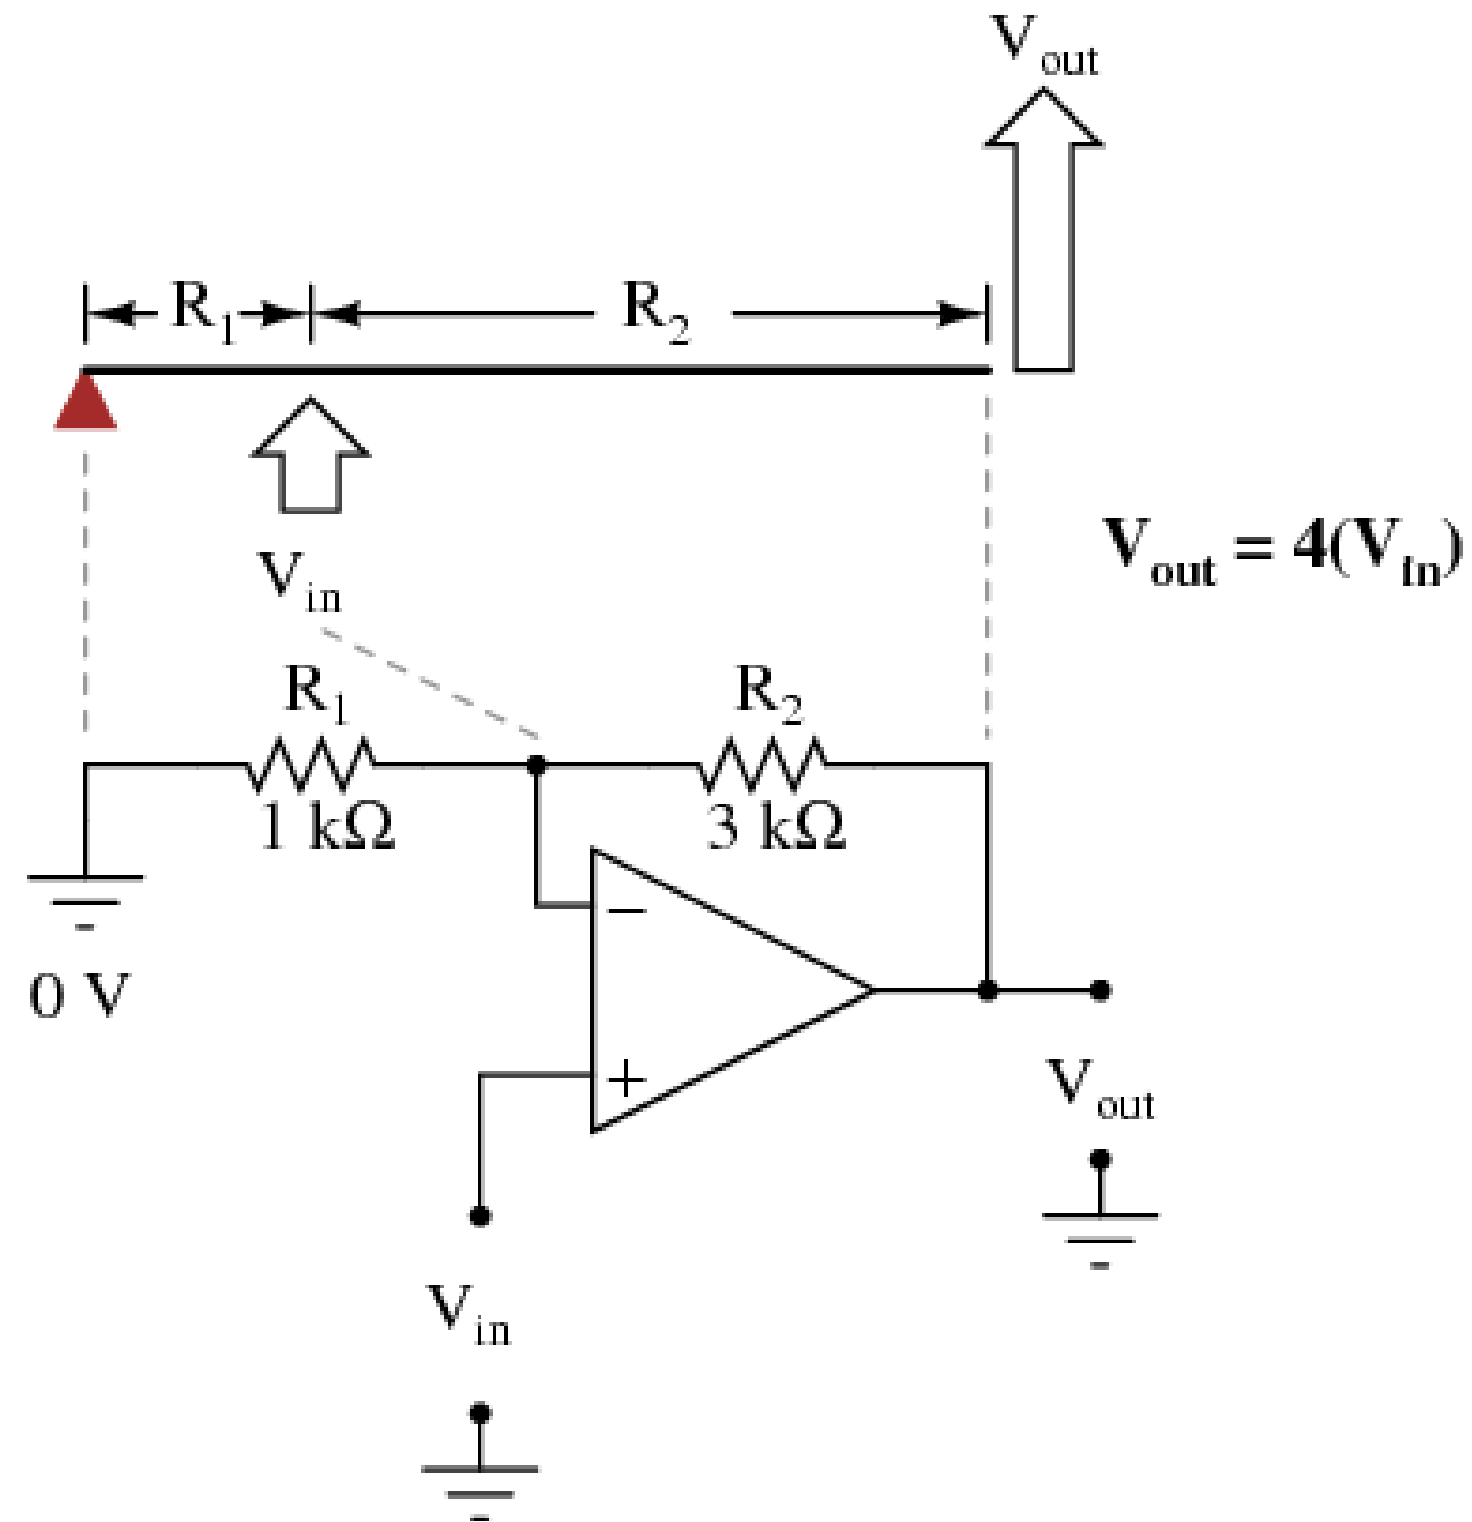 Vout
R1
R2
Vin
Vout = 4(Vin)
R1
R2
1 kΩ
3 kΩ
−
0 V
+
Vout
Vin